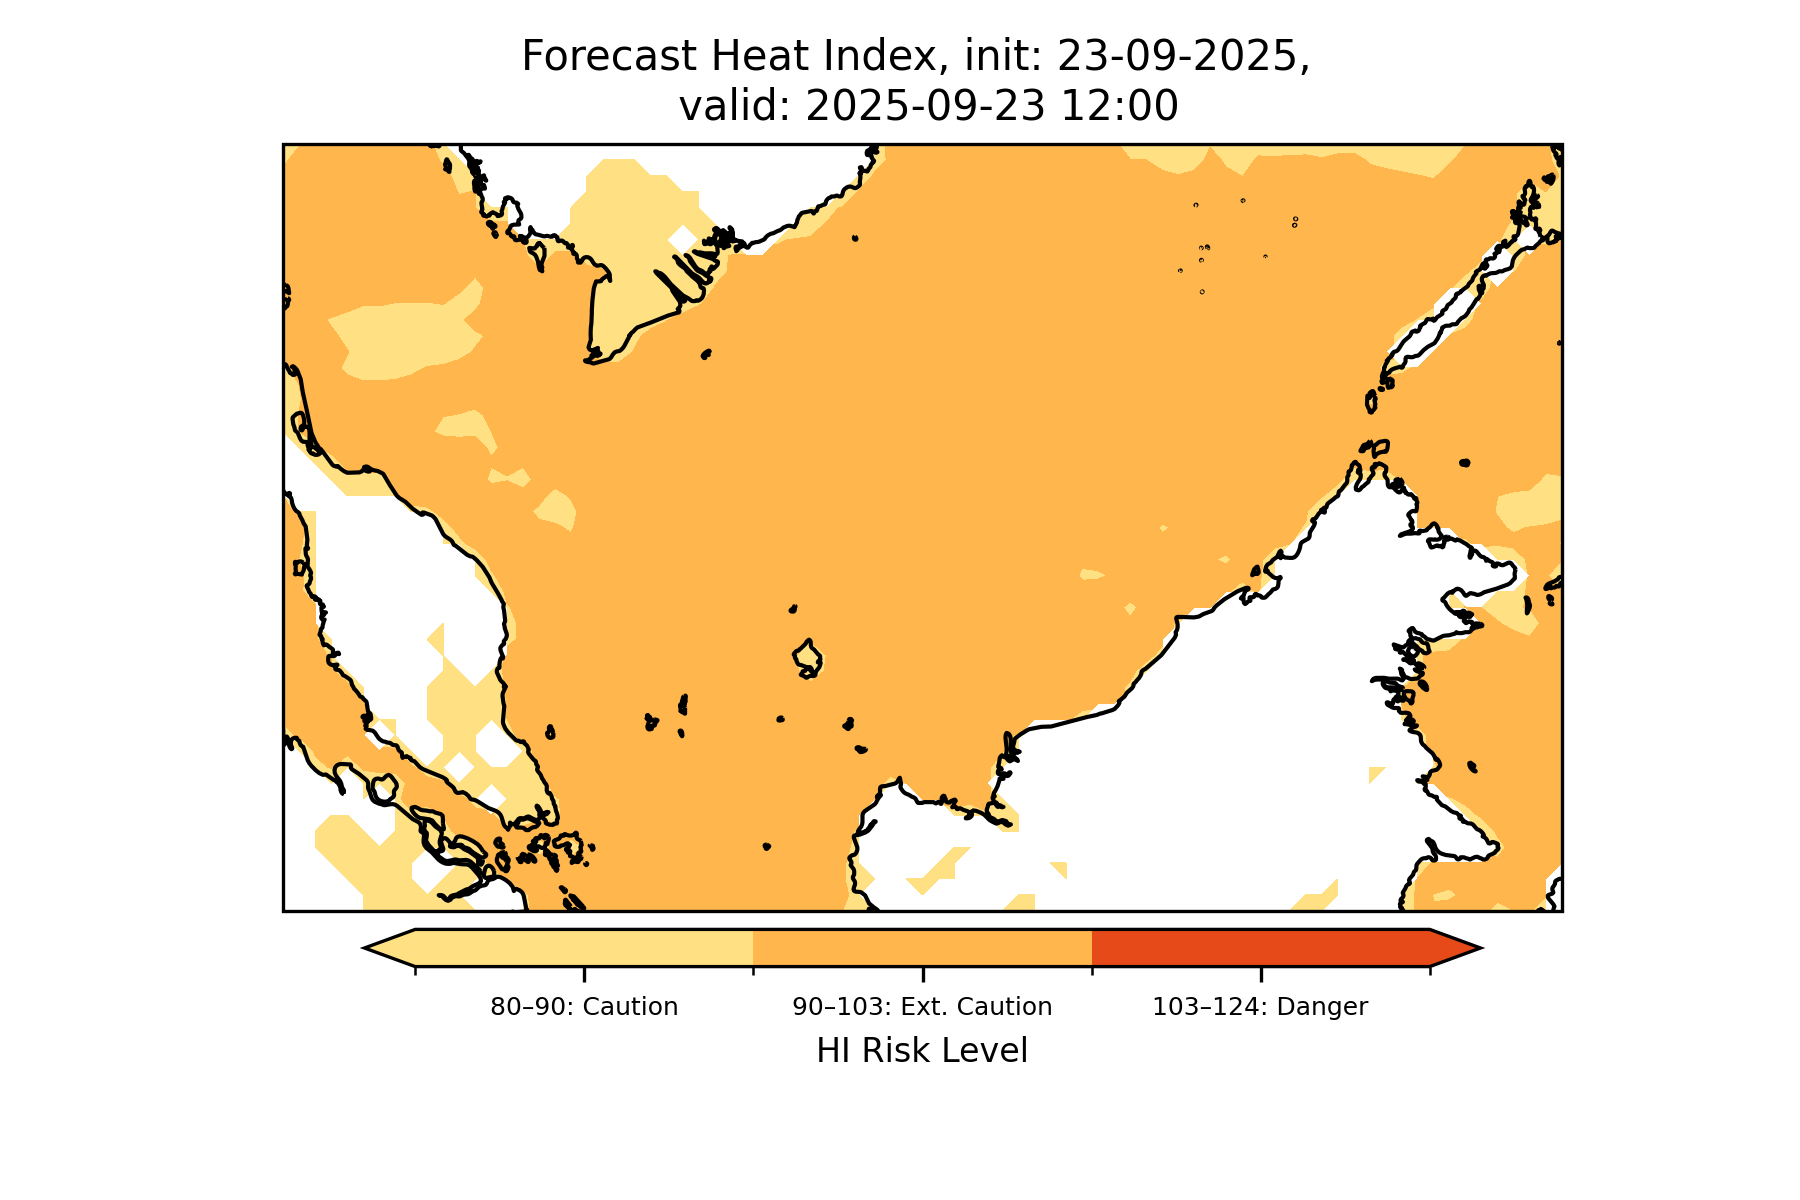 Forecast Heat Index, init: 23-09-2025,
valid: 2025-09-23 12:00
80–90: Caution
90–103: Ext. Caution
103–124: Danger
HI Risk Level